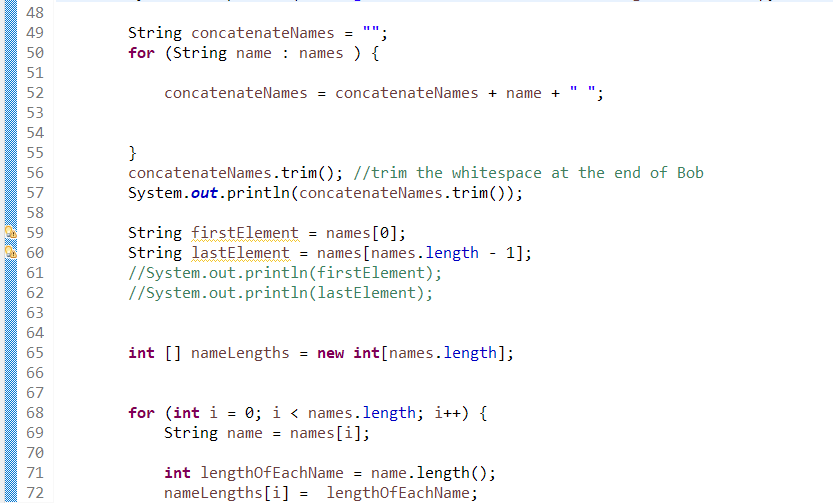 48
49 String concatenateNames = "";
50 for (String name : names ) {
51
52 concatenateNames = concatenateNames + name + " ";
53
54
55 }
56 concatenateNames.trim(); //trim the whitespace at the end of Bob
57 System.out.println(concatenateNames.trim());
58
59 String firstElement = names[0];
60 String lastElement = names[names.length - 1];
61 //System.out.println(firstElement);
62 //System.out.println(lastElement);
63
64
65 int [] nameLengths = new int[names.length];
66
67
68 for (int i = 0; i < names.length; i++) {
69 String name = names[i];
70
71 int lengthOfEachName = name.length();
72 nameLengths[i] =  lengthOfEachName;